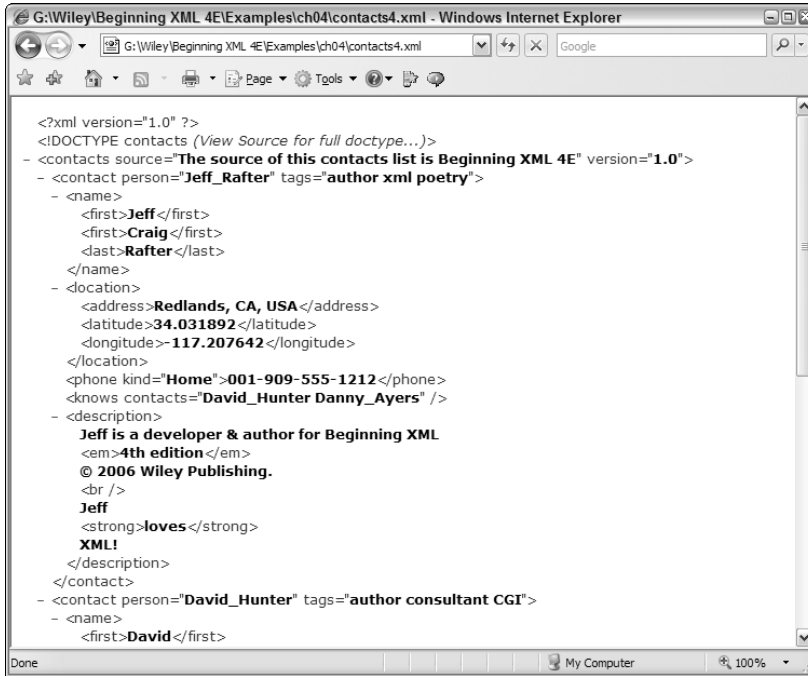 G:\Wiley\Beginning XML 4E\Examples\ch04\contacts4.xml - Windows Internet Explorer
G:\Wiley\Beginning XML 4E\Examples\ch04\contacts4.xml
Google
Page
Tools
<?xml version="1.0" ?>
<!DOCTYPE contacts (View Source for full doctype...)>
- <contacts source="The source of this contacts list is Beginning XML 4E" version="1.0">
- <contact person="Jeff_Rafter" tags="author xml poetry">
- <name>
<first>Jeff</first>
<first>Craig</first>
<last>Rafter</last>
</name>
- <location>
<address>Redlands, CA, USA</address>
<latitude>34.031892</latitude>
<longitude>-117.207642</longitude>
</location>
<phone kind="Home">001-909-555-1212</phone>
<knows contacts="David_Hunter Danny_Ayers" />
- <description>
Jeff is a developer & author for Beginning XML
<em>4th edition</em>
© 2006 Wiley Publishing.
<br />
Jeff
<strong>loves</strong>
XML!
</description>
</contact>
- <contact person="David_Hunter" tags="author consultant CGI">
- <name>
<first>David</first>
Done
My Computer
100%